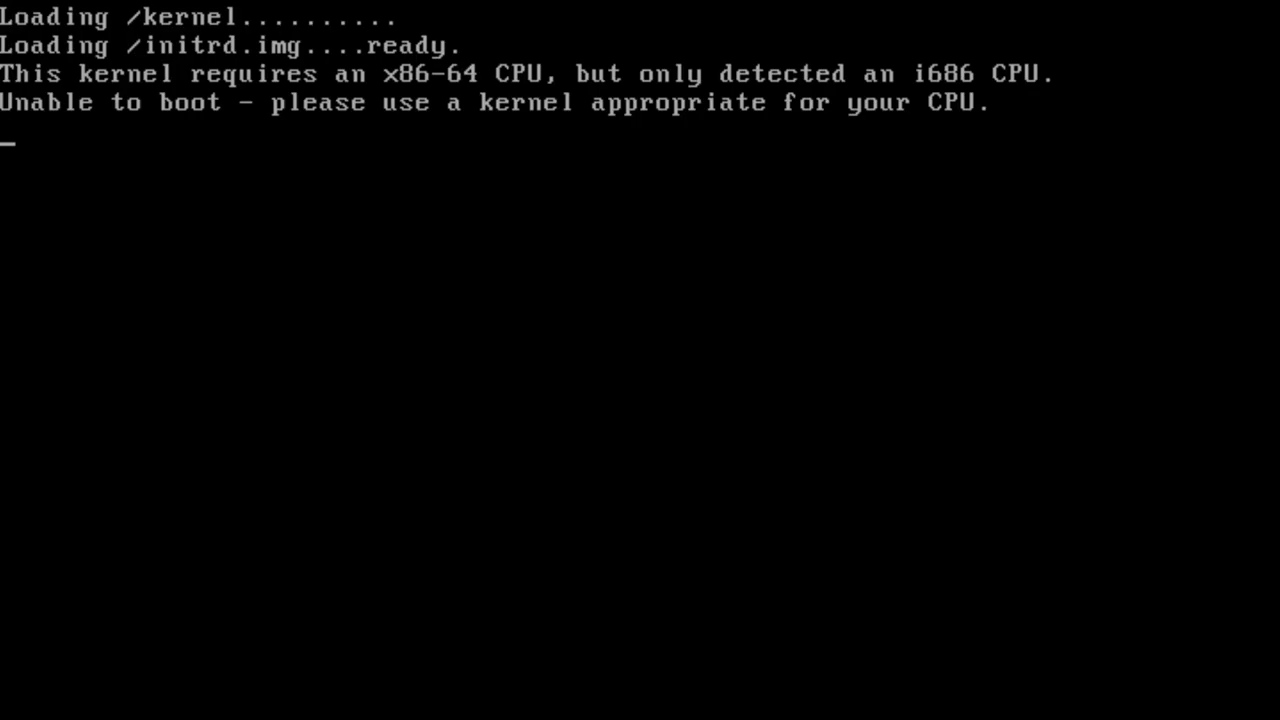 Loading /kernel..........
Loading /initrd.img....ready.
This kernel requires an x86-64 CPU, but only detected an i686 CPU.
Unable to boot - please use a kernel appropriate for your CPU.
_